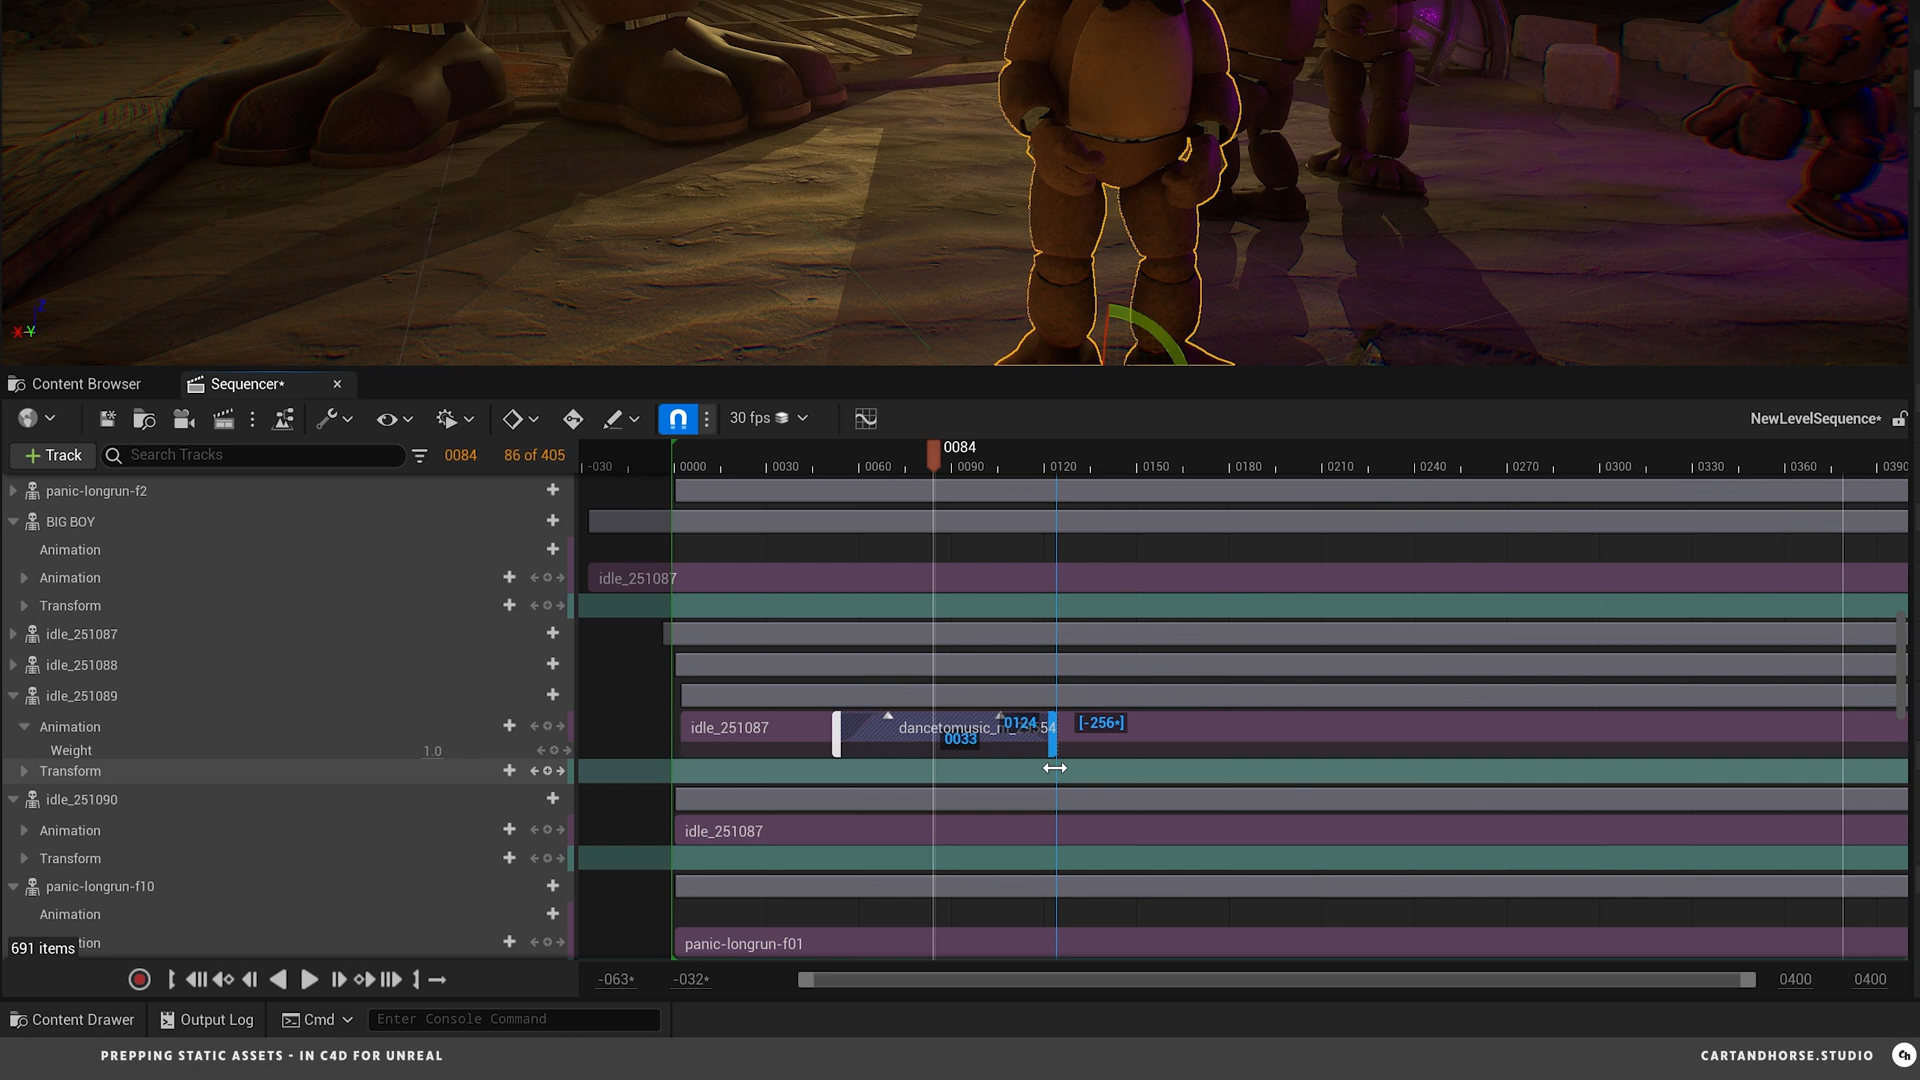 Content Browser
Sequencer*
30 fps
NewLevelSequence*
Track
Search Tracks
0084
86 of 405
0084
-030
0000
0030
0060
0090
0120
0150
0180
0210
0240
0270
0300
0330
0360
0390
panic-longrun-f2
BIG BOY
Animation
Animation
idle_251087
Transform
idle_251087
idle_251088
idle_251089
Animation
idle_251087
0124
[-256*]
0033
Weight
1.0
Transform
idle_251090
Animation
idle_251087
Transform
panic-longrun-f10
Animation
691 items
tion
panic-longrun-f01
-063*
-032*
0400
0400
Content Drawer
Output Log
Cmd
Enter Console Command
PREPPING STATIC ASSETS - IN C4D FOR UNREAL
CARTANDHORSE.STUDIO